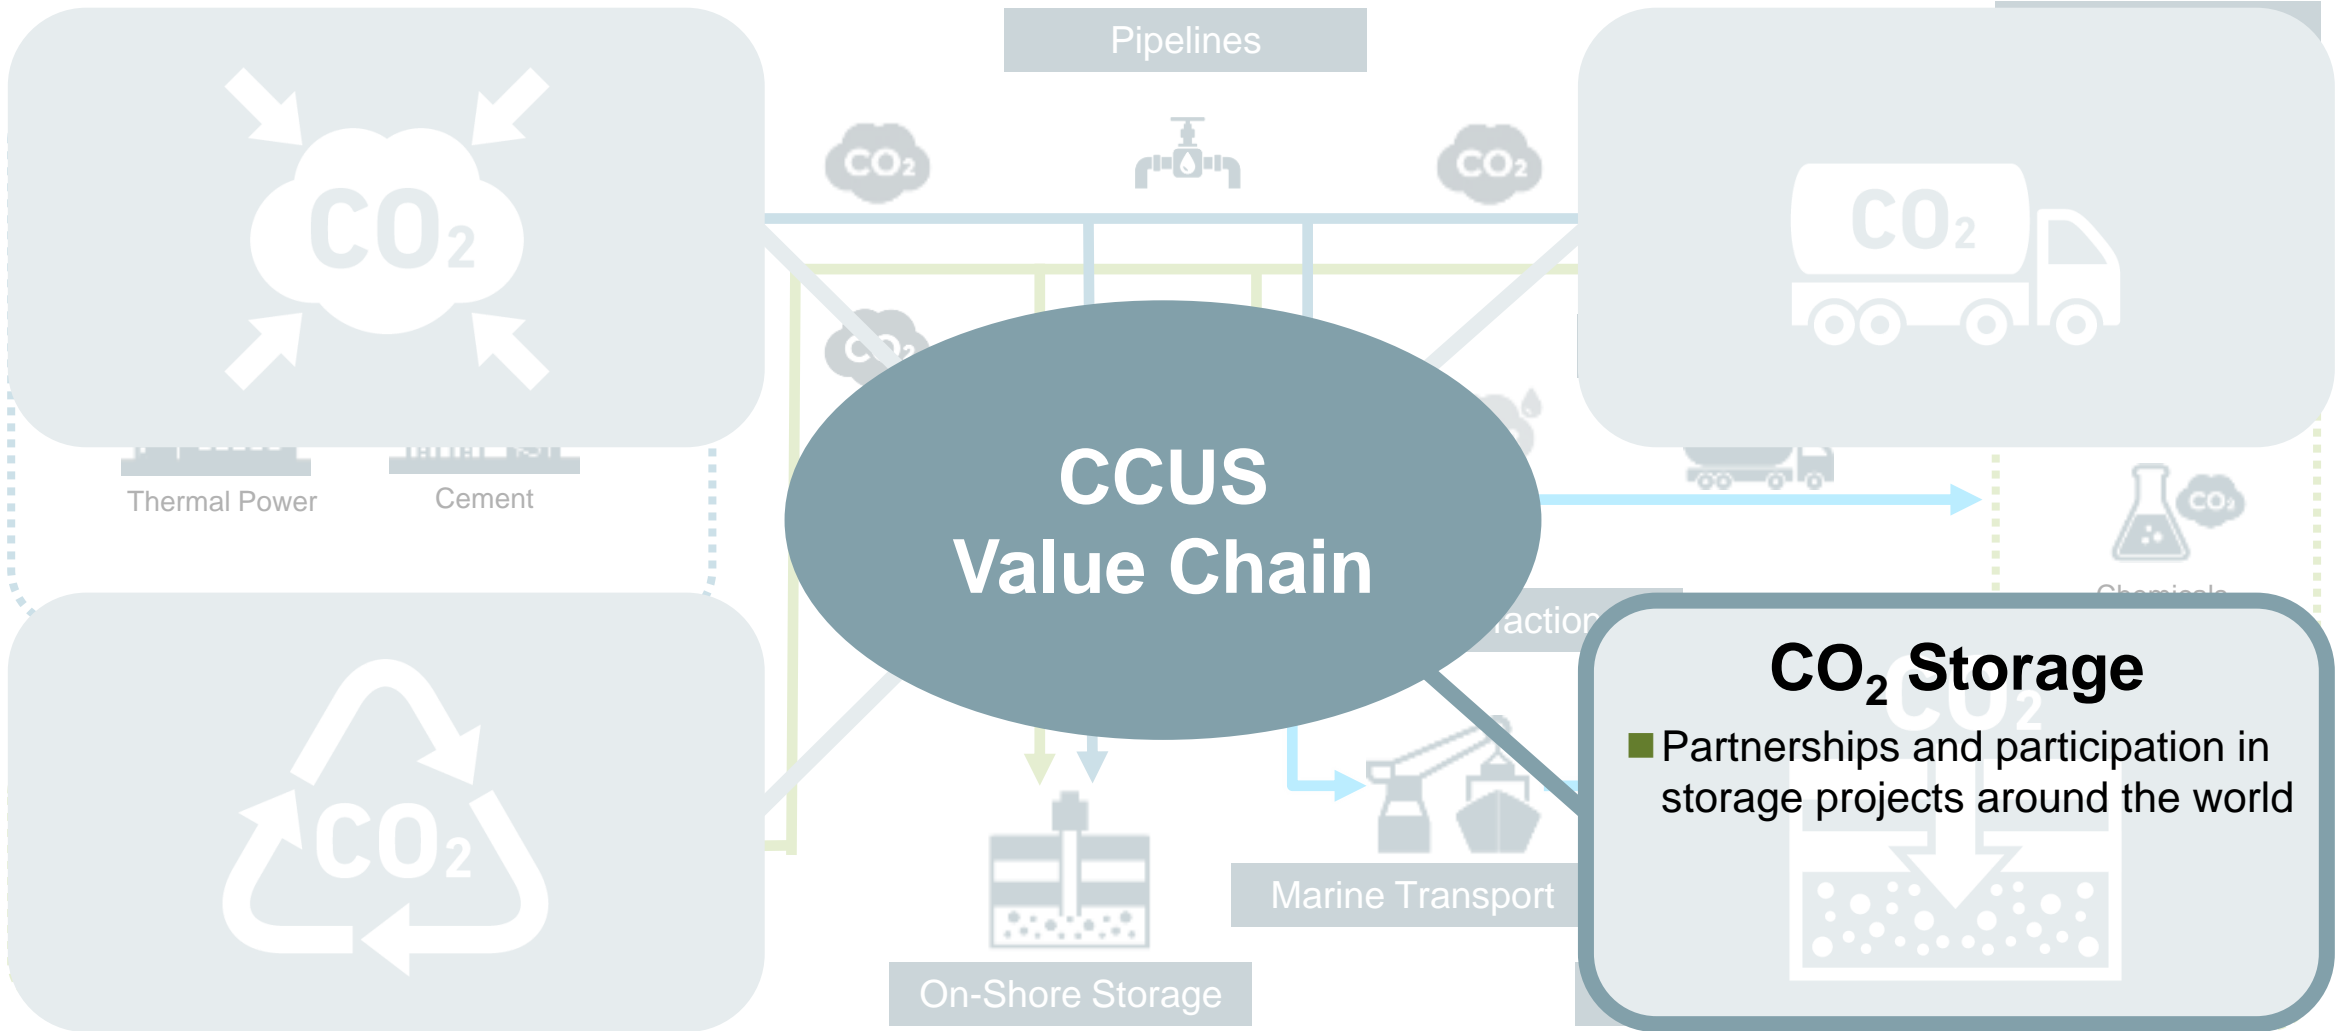 Pipelines
CO₂
CO₂
CO₂
CO₂
CO₂
Thermal Power
Cement
CCUS
Value Chain
CO₂
CO₂ Storage
CO₂
Partnerships and participation in
storage projects around the world
CO₂
Marine Transport
On-Shore Storage